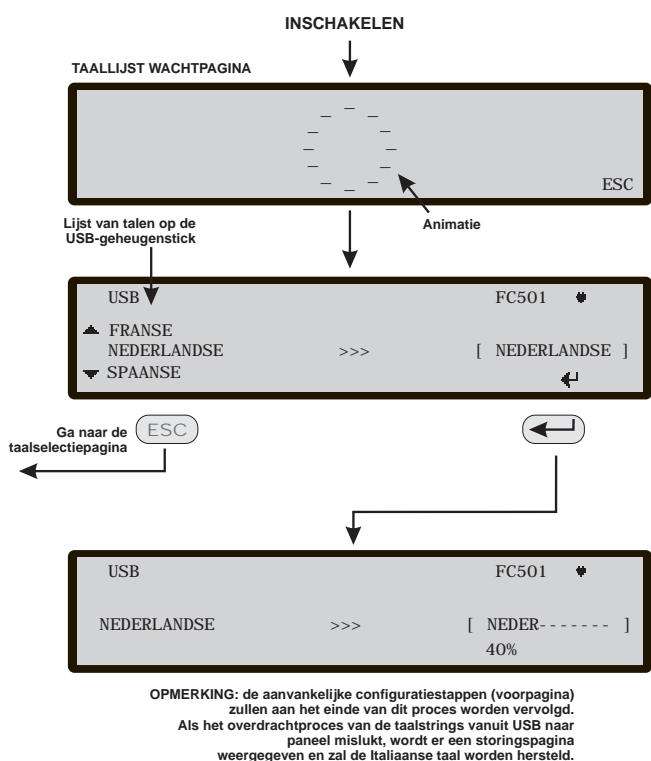 INSCHAKELEN
TAALLIJST WACHTPAGINA
ESC
Animatie
Lijst van talen op de
USB-geheugenstick
USB FC501
FRANSE
NEDERLANDSE >>> [ NEDERLANDSE ]
SPAANSE
Ga naar de
taalselectiepagina
ESC
USB FC501
NEDERLANDSE >>> [ NEDER------- ]
40%
OPMERKING: de aanvankelijke configuratiestappen (voorpagina)
zullen aan het einde van dit proces worden vervolgd.
Als het overdrachtproces van de taalstrings vanuit USB naar
paneel mislukt, wordt er een storingspagina
weergegeven en zal de Italiaanse taal worden hersteld.